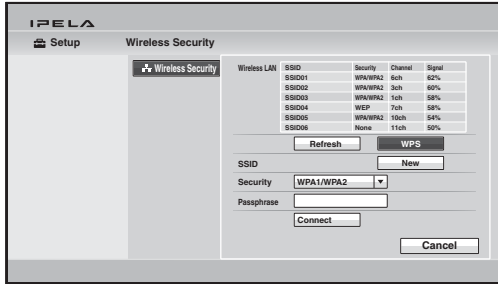 IPELA
Setup Wireless Security
Wireless Security
Wireless LAN SSID Security Channel Signal
SSID01 WPA/WPA2 6ch 62%
SSID02 WPA/WPA2 3ch 60%
SSID03 WPA/WPA2 1ch 58%
SSID04 WEP 7ch 58%
SSID05 WPA/WPA2 10ch 54%
SSID06 None 11ch 50%
Refresh WPS
SSID New
Security WPA1/WPA2
Passphrase
Connect
Cancel